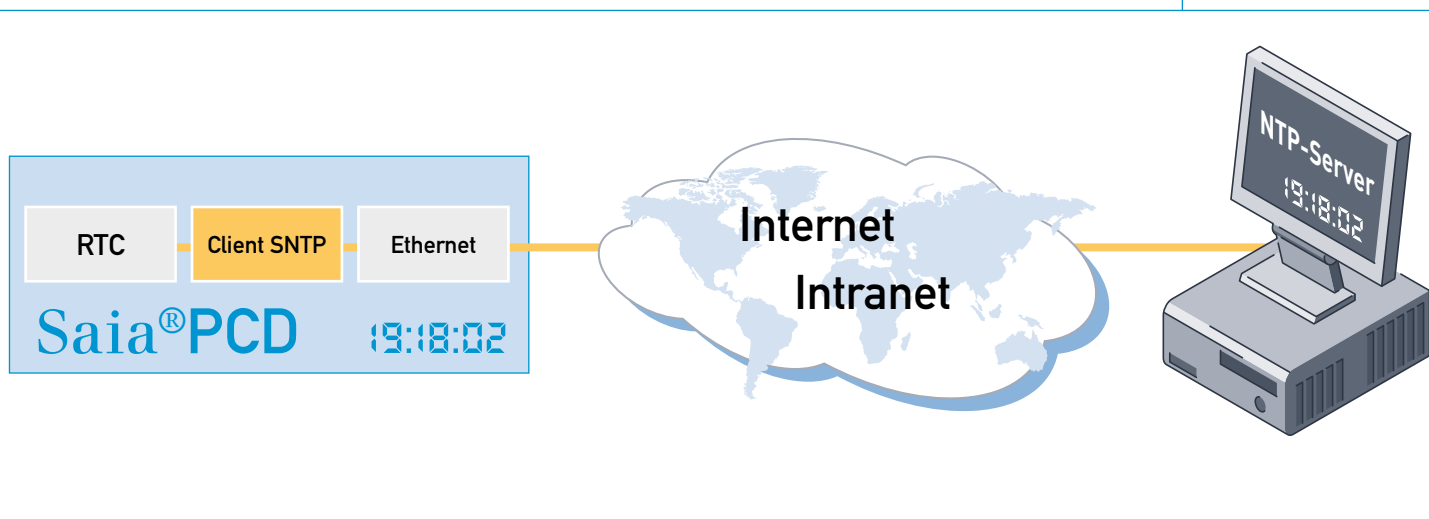 RTC
Client SNTP
Ethernet
Saia®PCD
19:18:02
Internet
Intranet
NTP-Server
19:18:02